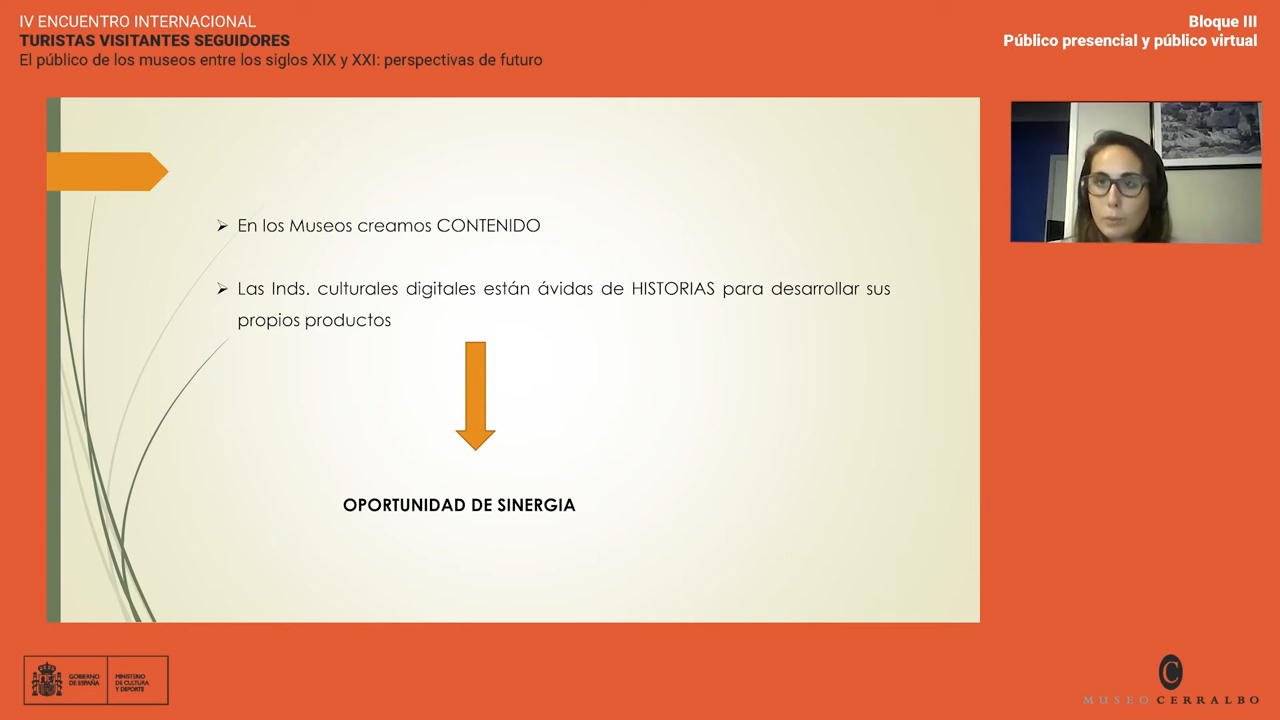 IV ENCUENTRO INTERNACIONAL
TURISTAS VISITANTES SEGUIDORES
El público de los museos entre los siglos XIX y XXI: perspectivas de futuro
Bloque III
Público presencial y público virtual
En los Museos creamos CONTENIDO
Las Inds. culturales digitales están ávidas de HISTORIAS para desarrollar sus
propios productos
OPORTUNIDAD DE SINERGIA
GOBIERNO
DE ESPAÑA
MINISTERIO
DE CULTURA
Y DEPORTE
C
MUSEO CERRALBO